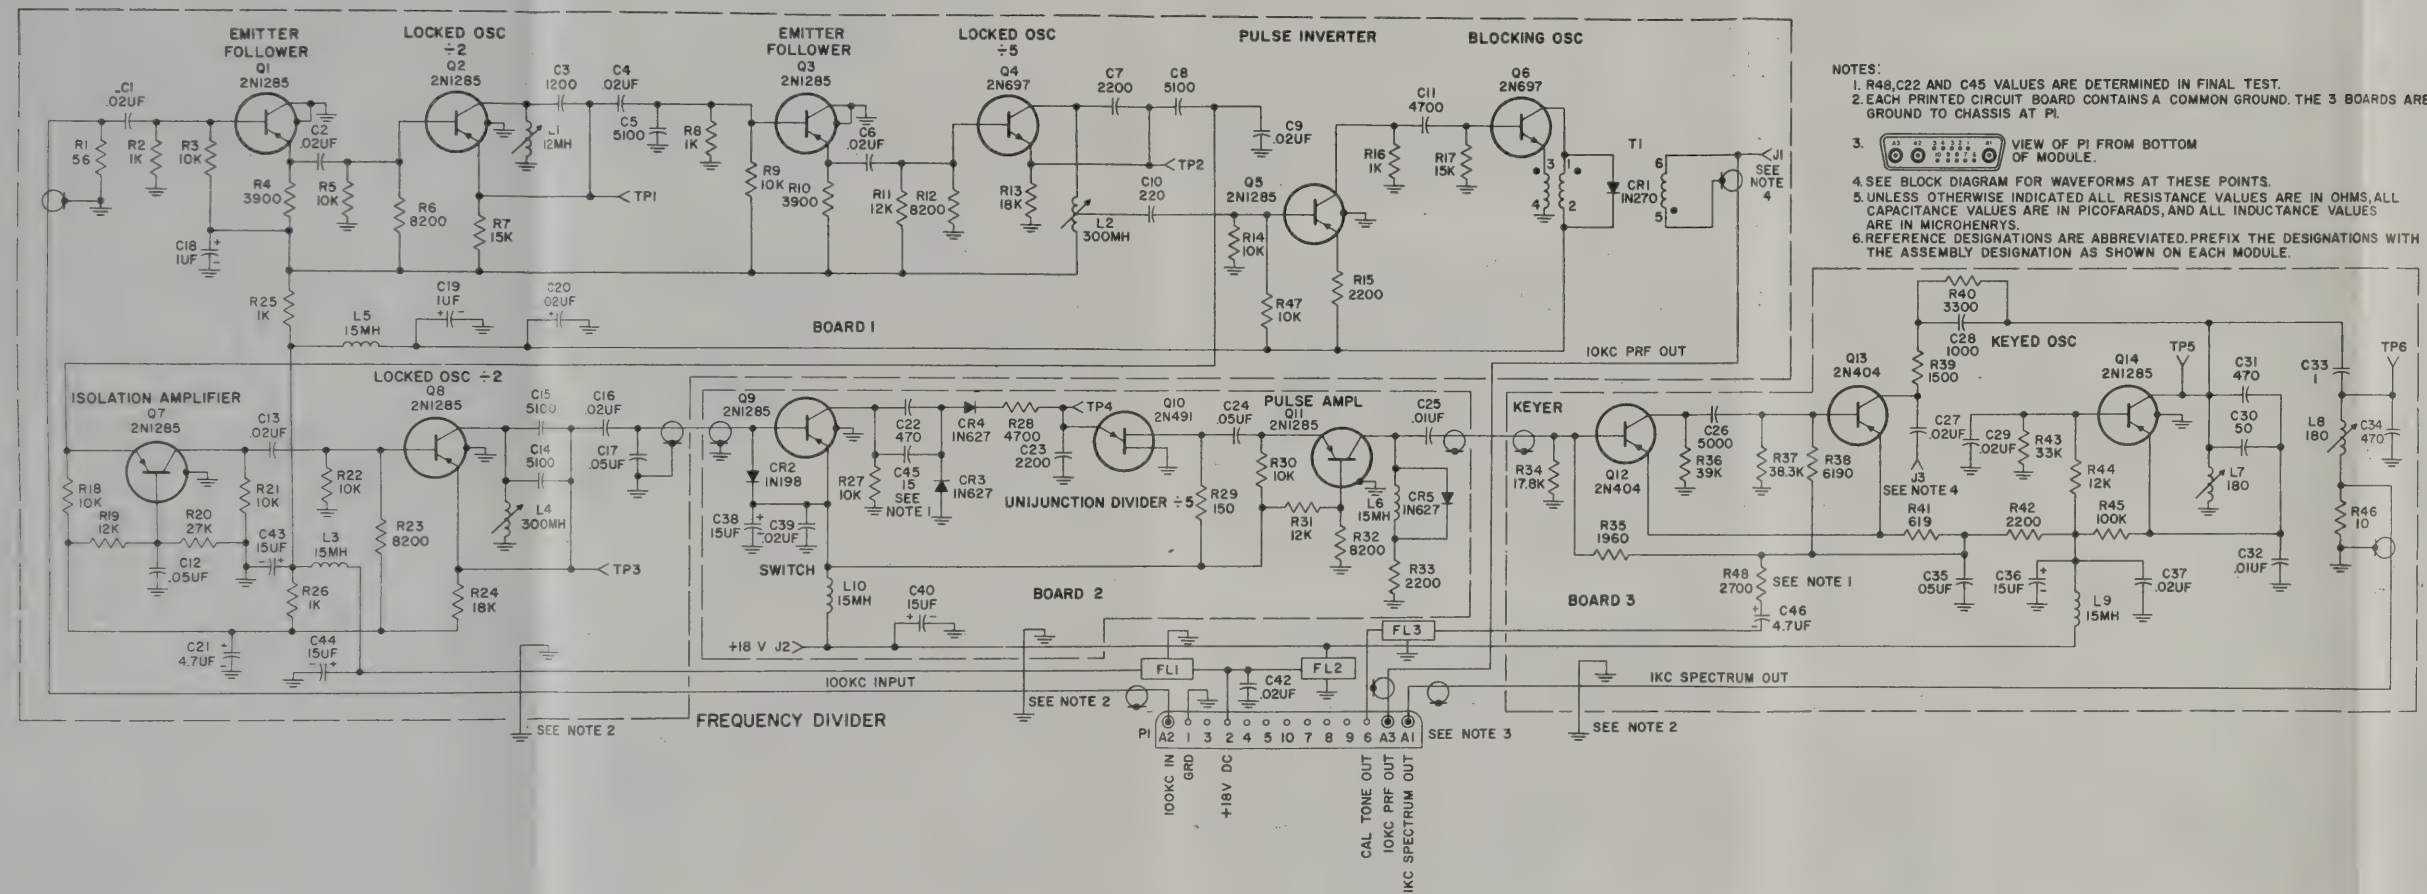 EMITTER
FOLLOWER
Q1
2N1285
LOCKED OSC
÷2
Q2
2N1285
C3
1200
C4
.02UF
EMITTER
FOLLOWER
Q3
2N1285
LOCKED OSC
÷5
Q4
2N697
C7
2200
C8
5100
PULSE INVERTER
BLOCKING OSC
Q6
2N697
C1
.02UF
R1
56
R2
1K
R3
10K
C2
.02UF
R4
3900
R5
10K
R6
8200
R7
15K
L1
12MH
C5
5100
R8
1K
TP1
R9
10K
R10
3900
C6
.02UF
R11
12K
R12
8200
R13
18K
TP2
C10
220
L2
300MH
C9
.02UF
Q5
2N1285
R14
10K
R47
10K
R15
2200
R16
1K
C11
4700
R17
15K
3
1
4
2
CR1
1N270
T1
6
5
J1
SEE
NOTE
4
C18
1UF
R25
1K
L5
15MH
C19
1UF
C20
.02UF
BOARD 1
10KC PRF OUT
NOTES:
1. R48,C22 AND C45 VALUES ARE DETERMINED IN FINAL TEST.
2. EACH PRINTED CIRCUIT BOARD CONTAINS A COMMON GROUND. THE 3 BOARDS ARE
GROUND TO CHASSIS AT P1.
3. VIEW OF P1 FROM BOTTOM
OF MODULE.
4. SEE BLOCK DIAGRAM FOR WAVEFORMS AT THESE POINTS.
5. UNLESS OTHERWISE INDICATED ALL RESISTANCE VALUES ARE IN OHMS, ALL
CAPACITANCE VALUES ARE IN PICOFARADS, AND ALL INDUCTANCE VALUES
ARE IN MICROHENRYS.
6. REFERENCE DESIGNATIONS ARE ABBREVIATED. PREFIX THE DESIGNATIONS WITH
THE ASSEMBLY DESIGNATION AS SHOWN ON EACH MODULE.
ISOLATION AMPLIFIER
Q7
2N1285
C13
.02UF
LOCKED OSC ÷2
Q8
2N1285
C15
5100
C16
.02UF
C14
5100
C17
.05UF
R18
10K
R19
12K
R20
27K
R21
10K
R22
10K
R23
8200
L4
300MH
C12
.05UF
C43
15UF
L3
15MH
R26
1K
R24
18K
TP3
C21
4.7UF
C44
15UF
Q9
2N1285
CR2
1N198
C38
15UF
C39
.02UF
SWITCH
L10
15MH
R27
10K
C22
470
C45
15
SEE
NOTE 1
CR4
1N627
CR3
1N627
R28
4700
TP4
C23
2200
Q10
2N491
UNIJUNCTION DIVIDER ÷5
C24
.05UF
R29
150
R30
10K
PULSE AMPL
Q11
2N1285
C25
.01UF
R31
12K
R32
8200
L6
15MH
CR5
1N627
R33
2200
C40
15UF
BOARD 2
+18 V J2
KEYER
R34
17.8K
Q12
2N404
R35
1960
C26
5000
R36
39K
R37
38.3K
R38
6190
Q13
2N404
R39
1500
R40
3300
C28
1000
KEYED OSC
C27
.02UF
J3
SEE NOTE 4
C29
.02UF
R43
33K
R44
12K
R41
619
R42
2200
R45
100K
Q14
2N1285
TP5
C31
470
C30
50
L7
180
C33
1
TP6
L8
180
C34
470
R46
10
C32
.01UF
R48
2700
SEE NOTE 1
C46
4.7UF
C35
.05UF
C36
15UF
C37
.02UF
L9
15MH
BOARD 3
FL1
FL2
FL3
C42
.02UF
100KC INPUT
1KC SPECTRUM OUT
SEE NOTE 2
SEE NOTE 2
SEE NOTE 2
FREQUENCY DIVIDER
P1
A2 1 3 2 4 5 10 7 8 9 6 A3 A1
SEE NOTE 3
100KC IN
GRD
+18V DC
CAL TONE OUT
10KC PRF OUT
1KC SPECTRUM OUT